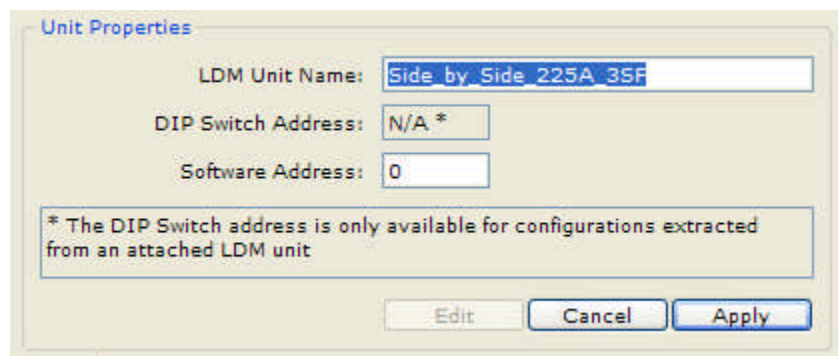 Unit Properties
LDM Unit Name: Side_by_Side_225A_3SF
DIP Switch Address: N/A *
Software Address: 0
* The DIP Switch address is only available for configurations extracted
from an attached LDM unit
Edit Cancel Apply